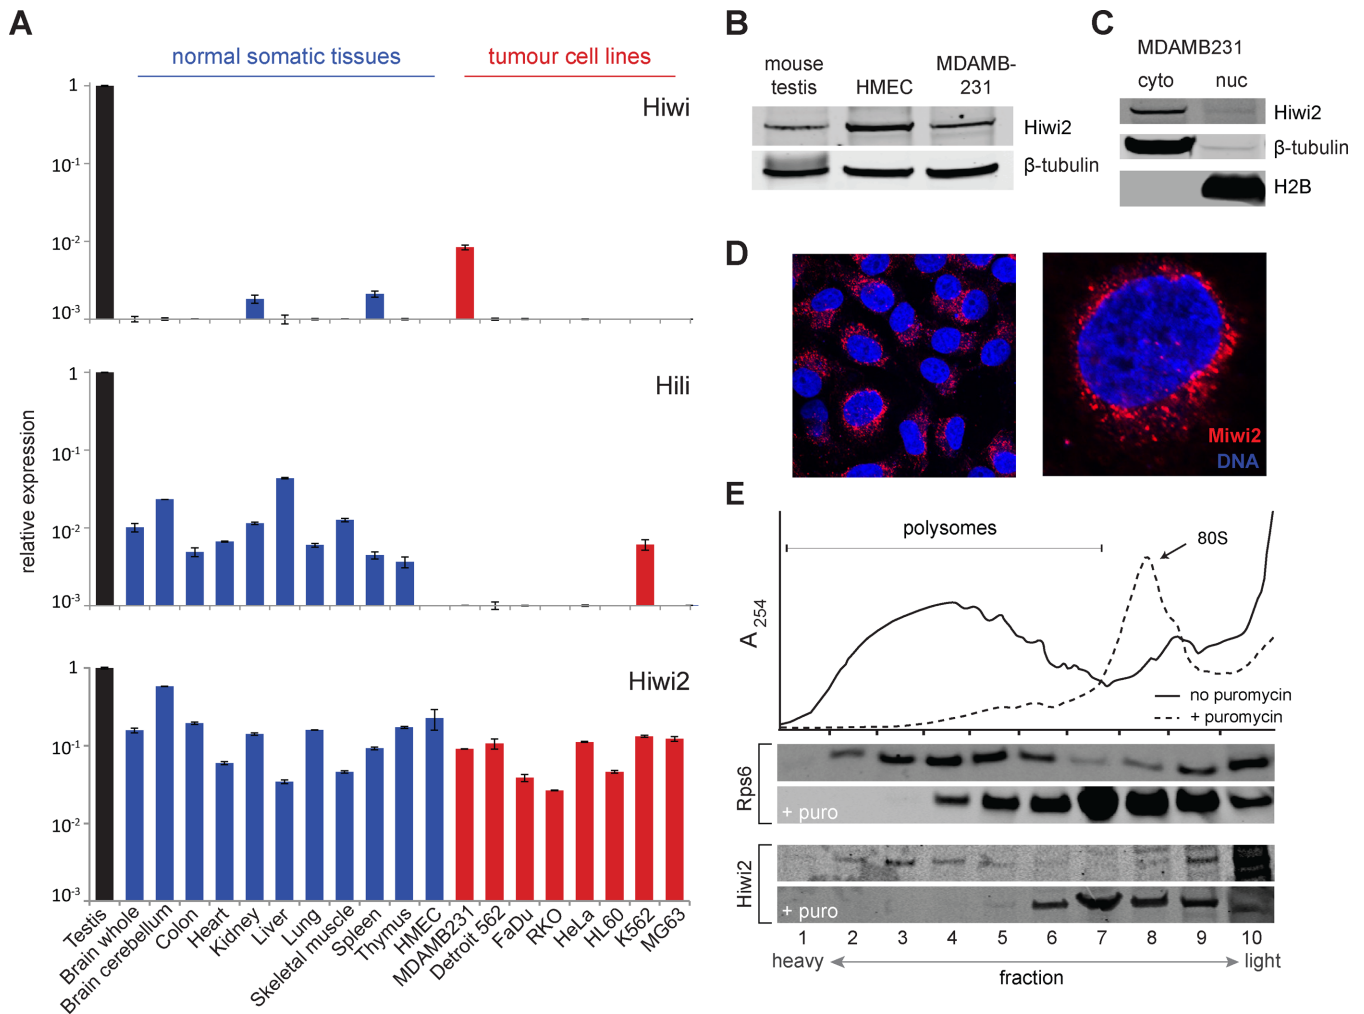 A
normal somatic tissues
tumour cell lines
Hiwi
1
10-1
10-2
10-3
Hili
1
10-1
10-2
10-3
Hiwi2
1
10-1
10-2
10-3
relative expression
Testis
Brain whole
Brain cerebellum
Colon
Heart
Kidney
Liver
Lung
Skeletal muscle
Spleen
Thymus
HMEC
MDAMB231
Detroit 562
FaDu
RKO
HeLa
HL60
K562
MG63
B
mouse
testis
HMEC
MDAMB-
231
Hiwi2
β-tubulin
C
MDAMB231
cyto
nuc
Hiwi2
β-tubulin
H2B
D
Miwi2
DNA
E
polysomes
80S
A254
no puromycin
+ puromycin
Rps6
+ puro
Hiwi2
+ puro
1 2 3 4 5 6 7 8 9 10
heavy
light
fraction